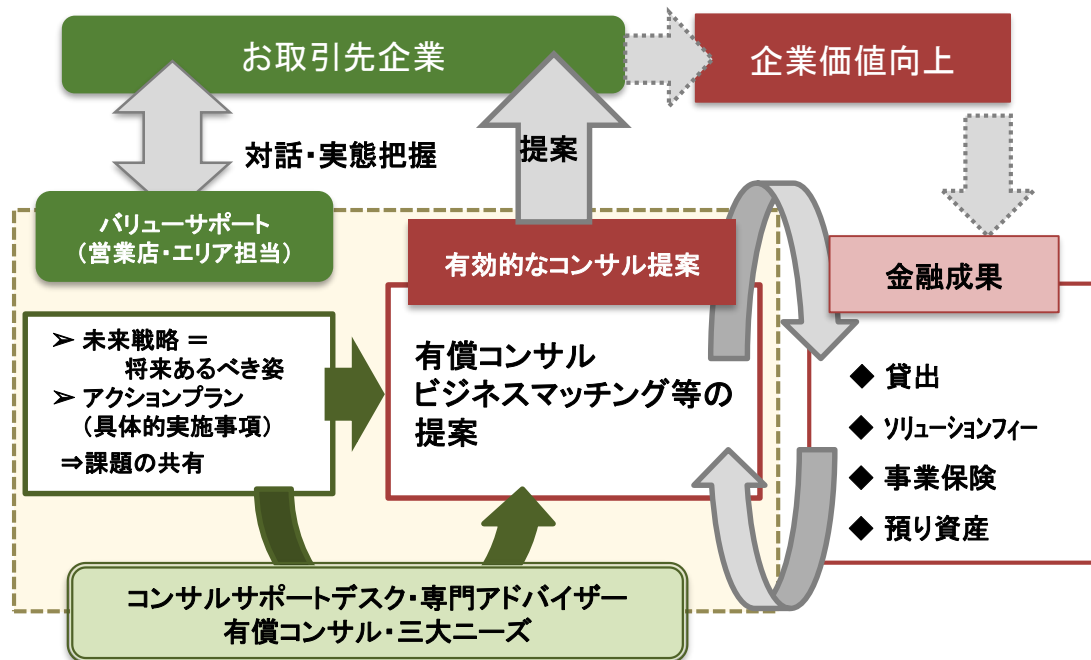 お取引先企業
企業価値向上
対話・実態把握
提案
バリューサポート
（営業店・エリア担当）
有効的なコンサル提案
金融成果
➢ 未来戦略 =
将来あるべき姿
➢ アクションプラン
（具体的実施事項）
⇒課題の共有
有償コンサル
ビジネスマッチング等の
提案
◆ 貸出
◆ ソリューションフィー
◆ 事業保険
◆ 預り資産
コンサルサポートデスク・専門アドバイザー
有償コンサル・三大ニーズ